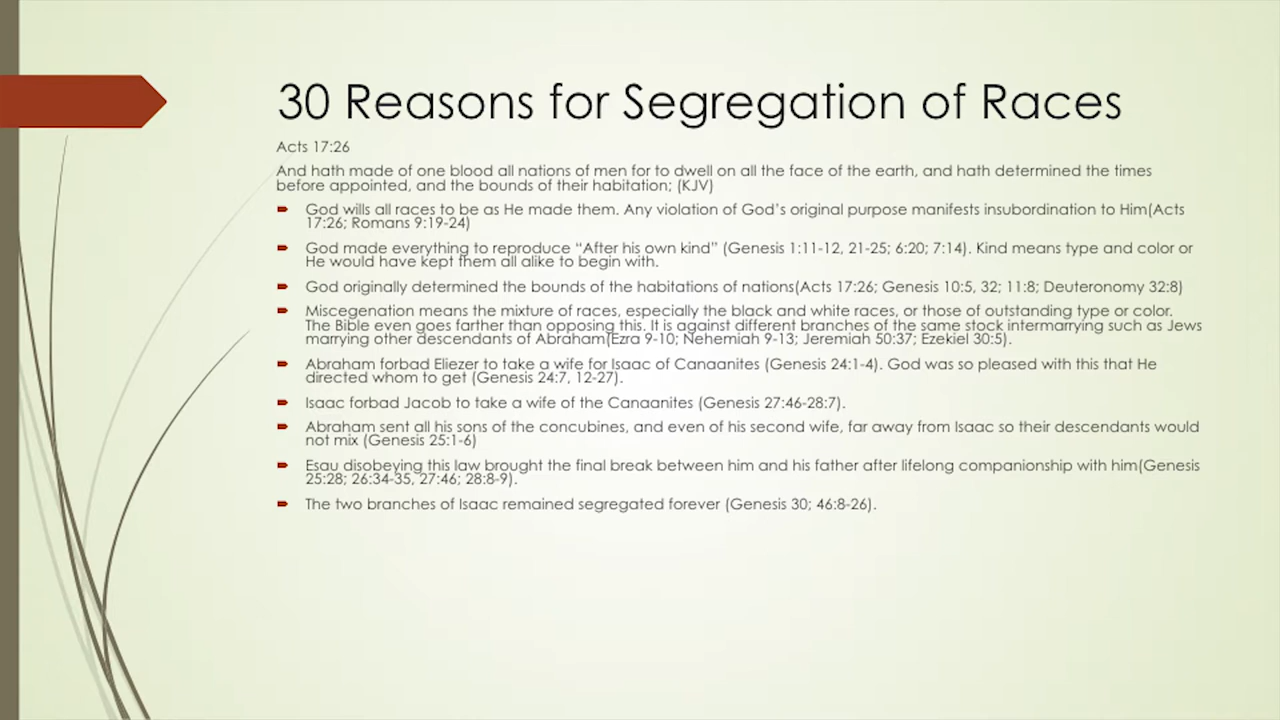 30 Reasons for Segregation of Races
Acts 17:26
And hath made of one blood all nations of men for to dwell on all the face of the earth, and hath determined the times
before appointed, and the bounds of their habitation; (KJV)
God wills all races to be as He made them. Any violation of God's original purpose manifests insubordination to Him(Acts
17:26; Romans 9:19-24)
God made everything to reproduce “After his own kind” (Genesis 1:11-12, 21-25; 6:20; 7:14). Kind means type and color or
He would have kept them all alike to begin with.
God originally determined the bounds of the habitations of nations(Acts 17:26; Genesis 10:5, 32; 11:8; Deuteronomy 32:8)
Miscegenation means the mixture of races, especially the black and white races, or those of outstanding type or color.
The Bible even goes farther than opposing this. It is against different branches of the same stock intermarrying such as Jews
marrying other descendants of Abraham(Ezra 9-10; Nehemiah 9-13; Jeremiah 50:37; Ezekiel 30:5).
Abraham forbad Eliezer to take a wife for Isaac of Canaanites (Genesis 24:1-4). God was so pleased with this that He
directed whom to get (Genesis 24:7, 12-27).
Isaac forbad Jacob to take a wife of the Canaanites (Genesis 27:46-28:7).
Abraham sent all his sons of the concubines, and even of his second wife, far away from Isaac so their descendants would
not mix (Genesis 25:1-6)
Esau disobeying this law brought the final break between him and his father after lifelong companionship with him(Genesis
25:28; 26:34-35, 27:46; 28:8-9).
The two branches of Isaac remained segregated forever (Genesis 30; 46:8-26).